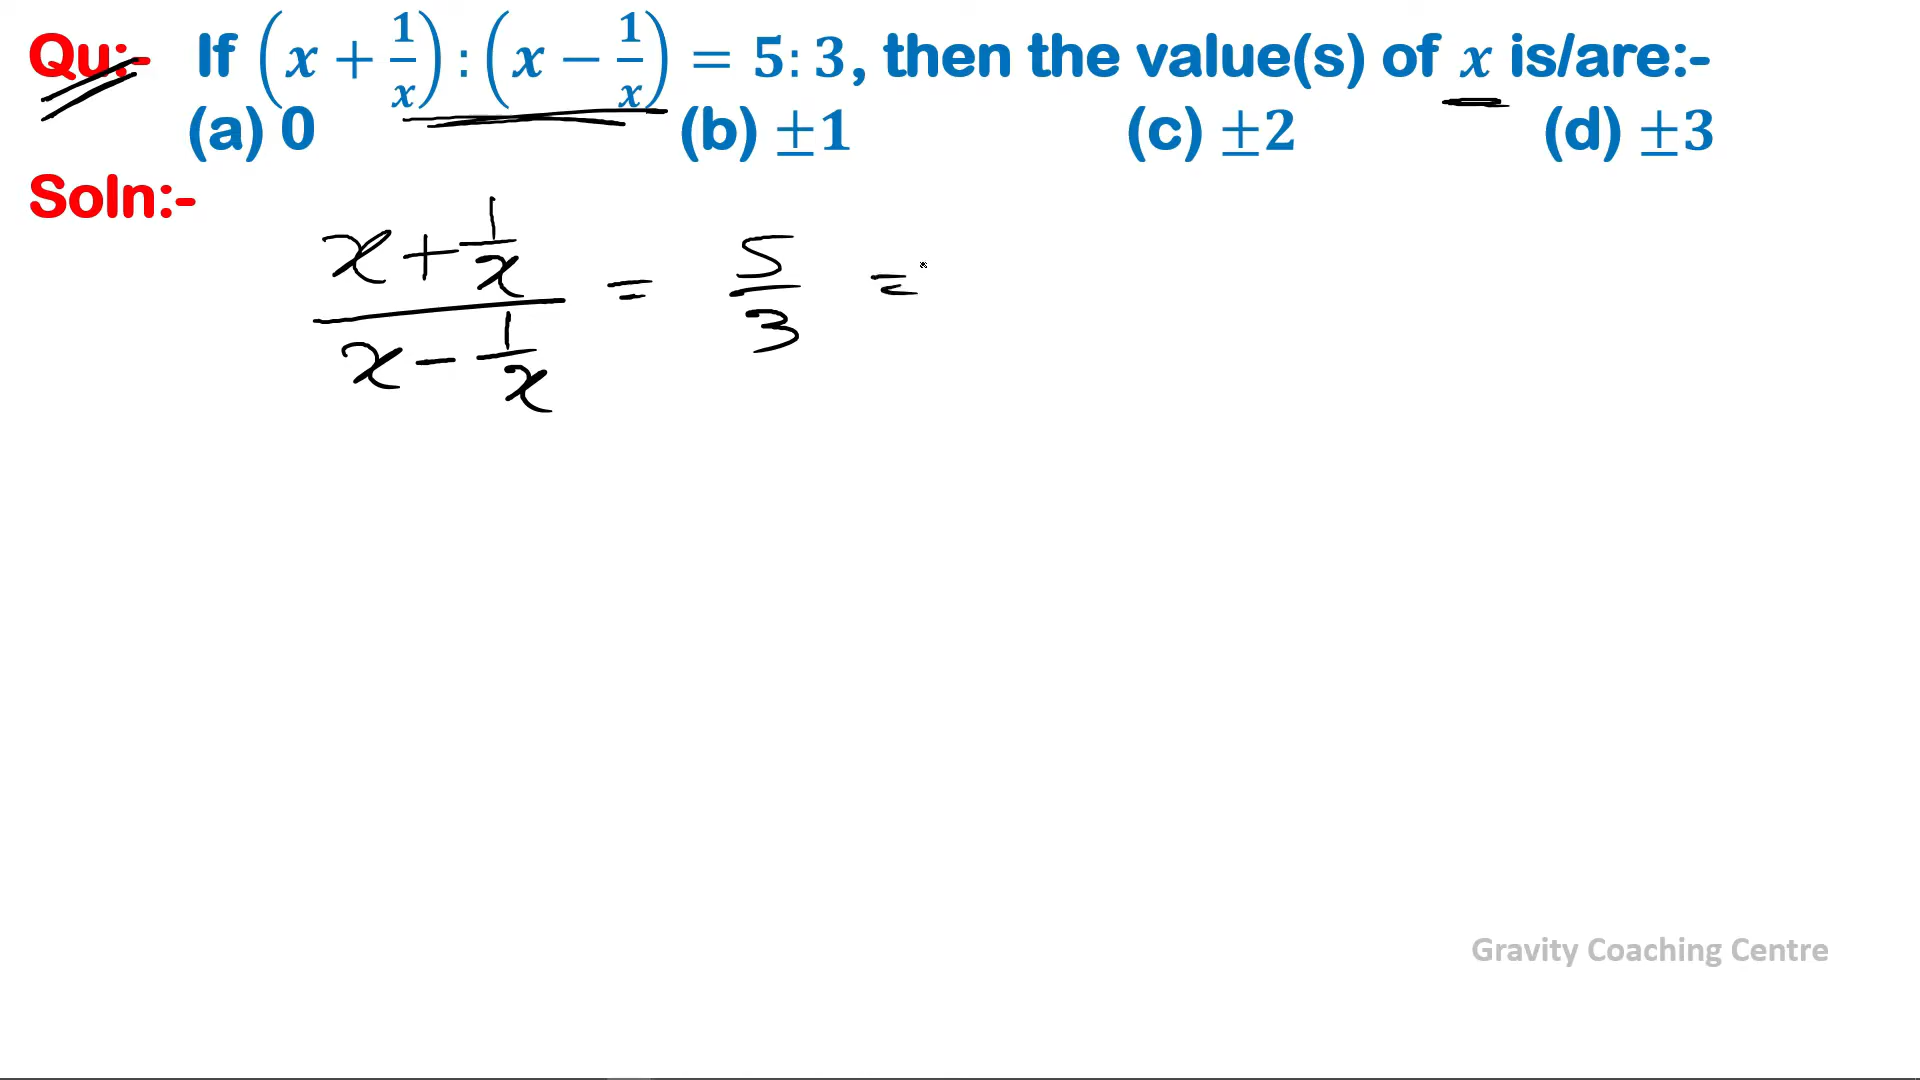 Qu:- If (x + 1/x) : (x − 1/x) = 5: 3, then the value(s) of x is/are:-
(a) 0 (b) ±1 (c) ±2 (d) ±3
Soln:-
(x + 1/x)/(x − 1/x) = 5/3 =
Gravity Coaching Centre